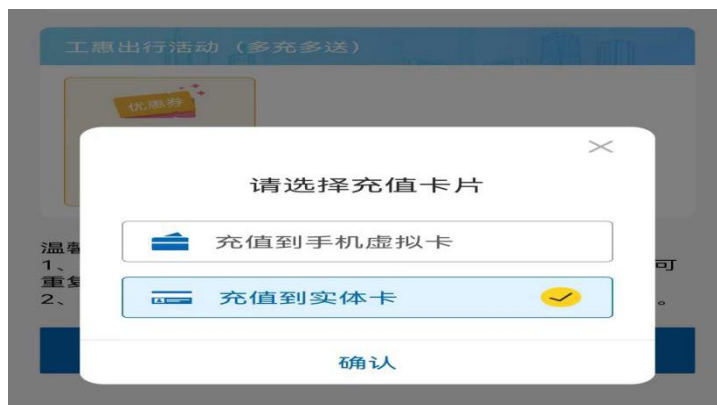 工惠出行活动（多充多送）
优惠券
请选择充值卡片
充值到手机虚拟卡
温馨
1、
可
重复
充值到实体卡
2、
。
确认